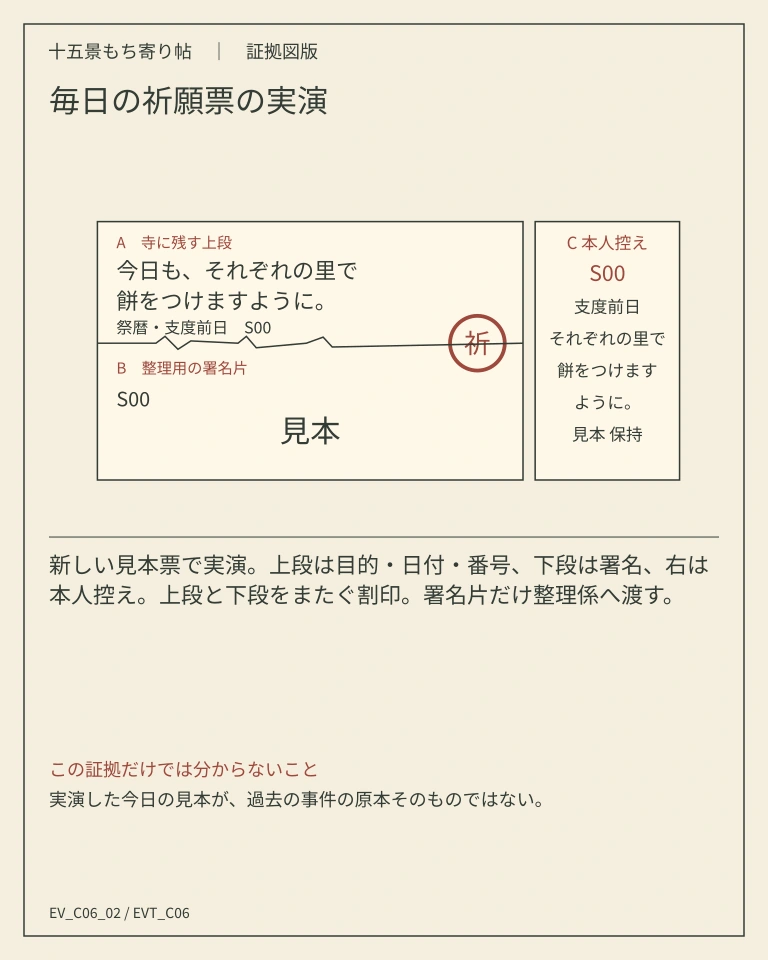 十五景もち寄り帖 ｜ 証拠図版
毎日の祈願票の実演
A 寺に残す上段
今日も、それぞれの里で
餅をつけますように。
祭暦・支度前日 S00
祈
B 整理用の署名片
S00
見本
C 本人控え
S00
支度前日
それぞれの里で
餅をつけます
ように。
見本 保持
新しい見本票で実演。上段は目的・日付・番号、下段は署名、右は
本人控え。上段と下段をまたぐ割印。署名片だけ整理係へ渡す。
この証拠だけでは分からないこと
実演した今日の見本が、過去の事件の原本そのものではない。
EV_C06_02 / EVT_C06